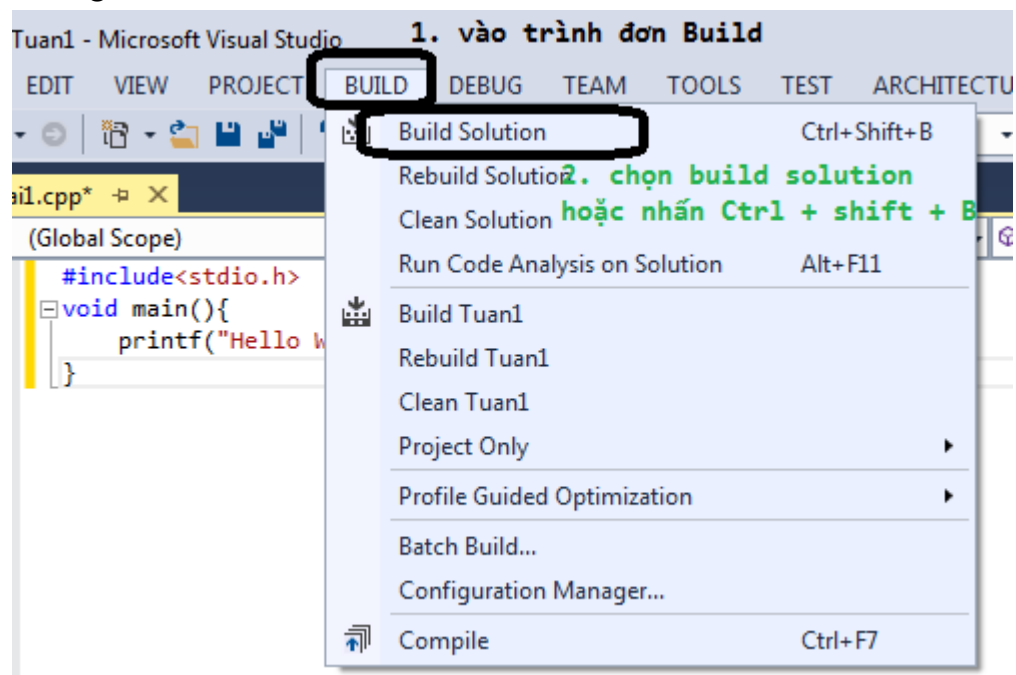 Tuan1 - Microsoft Visual Studio
1. vào trình đơn Build
EDIT VIEW PROJECT BUILD DEBUG TEAM TOOLS TEST ARCHITECTU
Build Solution Ctrl+Shift+B
Rebuild Solution
2. chọn build solution
hoặc nhấn Ctrl + shift + B
Clean Solution
Run Code Analysis on Solution Alt+F11
Build Tuan1
Rebuild Tuan1
Clean Tuan1
Project Only
Profile Guided Optimization
Batch Build...
Configuration Manager...
Compile Ctrl+F7
ai1.cpp*
(Global Scope)
#include<stdio.h>
void main(){
printf("Hello W
}